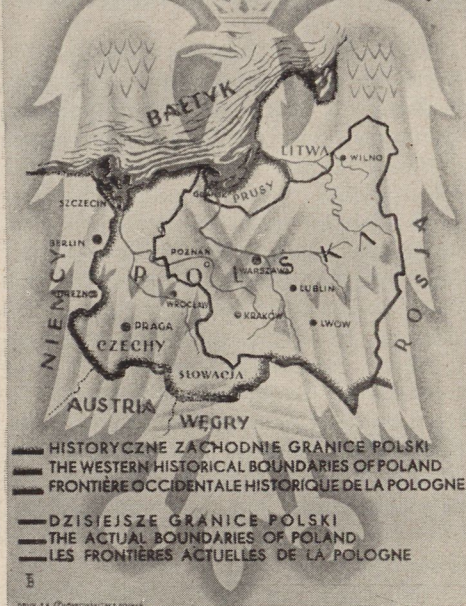 BAŁTYK
LITWA
WILNO
PRUSY
SZCZECIN
BERLIN
POZNAŃ
WARSZAWA
POLSKA
NIEMCY
ROSJA
LUBLIN
WROCŁAW
KRAKÓW
LWÓW
PRAGA
CZECHY
SŁOWACJA
AUSTRIA
WĘGRY
HISTORYCZNE ZACHODNIE GRANICE POLSKI
THE WESTERN HISTORICAL BOUNDARIES OF POLAND
FRONTIÈRE OCCIDENTALE HISTORIQUE DE LA POLOGNE
DZISIEJSZE GRANICE POLSKI
THE ACTUAL BOUNDARIES OF POLAND
LES FRONTIÈRES ACTUELLES DE LA POLOGNE